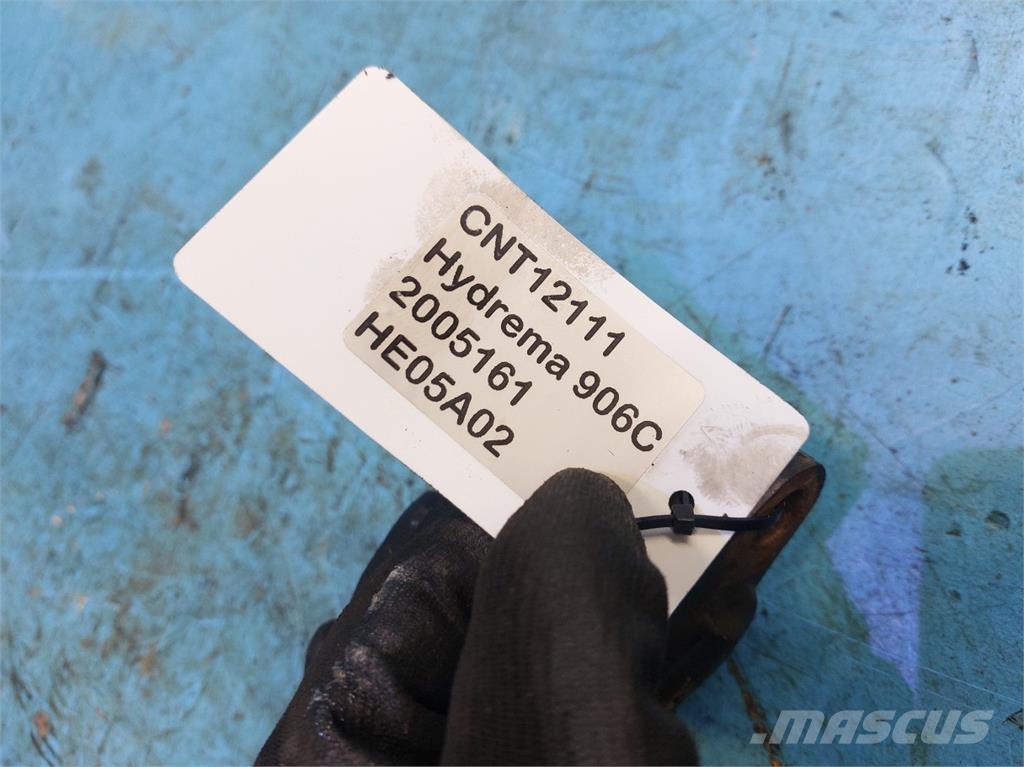 CNT12111
Hydrema 906C
2005161
HE05A02
MASCUS